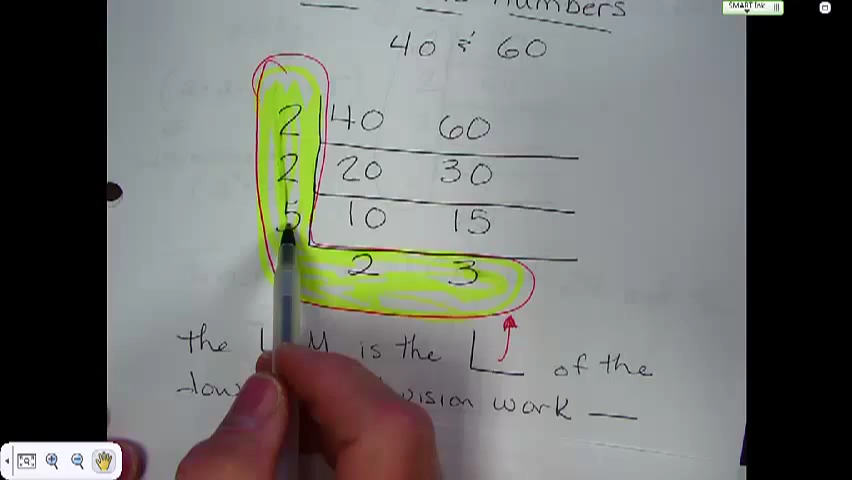 numbers
40 & 60
2 40 60
2 20 30
5 10 15
2 3
the L M is the L of the
vision work
SMART Ink